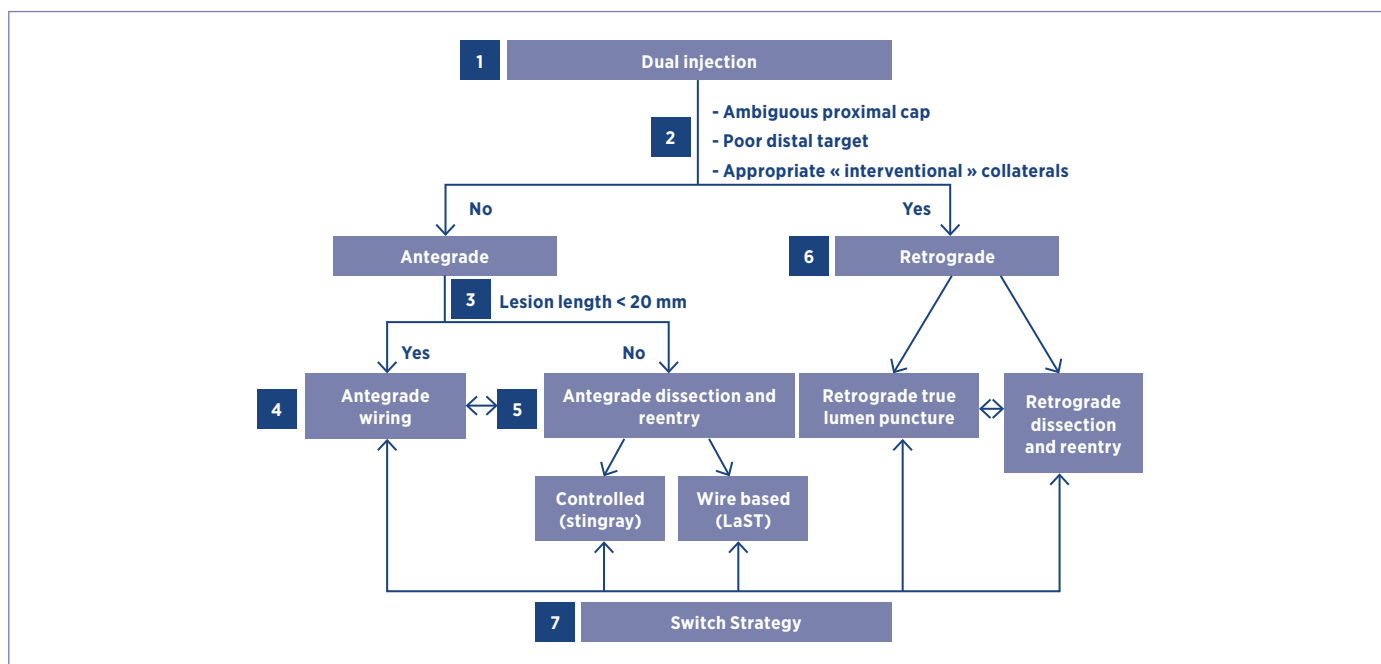 1
Dual injection
2
- Ambiguous proximal cap
- Poor distal target
- Appropriate « interventional » collaterals
No
Yes
Antegrade
6
Retrograde
3
Lesion length < 20 mm
Yes
No
4
Antegrade
wiring
5
Antegrade dissection and
reentry
Retrograde true
lumen puncture
Retrograde
dissection
and reentry
Controlled
(stingray)
Wire based
(LaST)
7
Switch Strategy